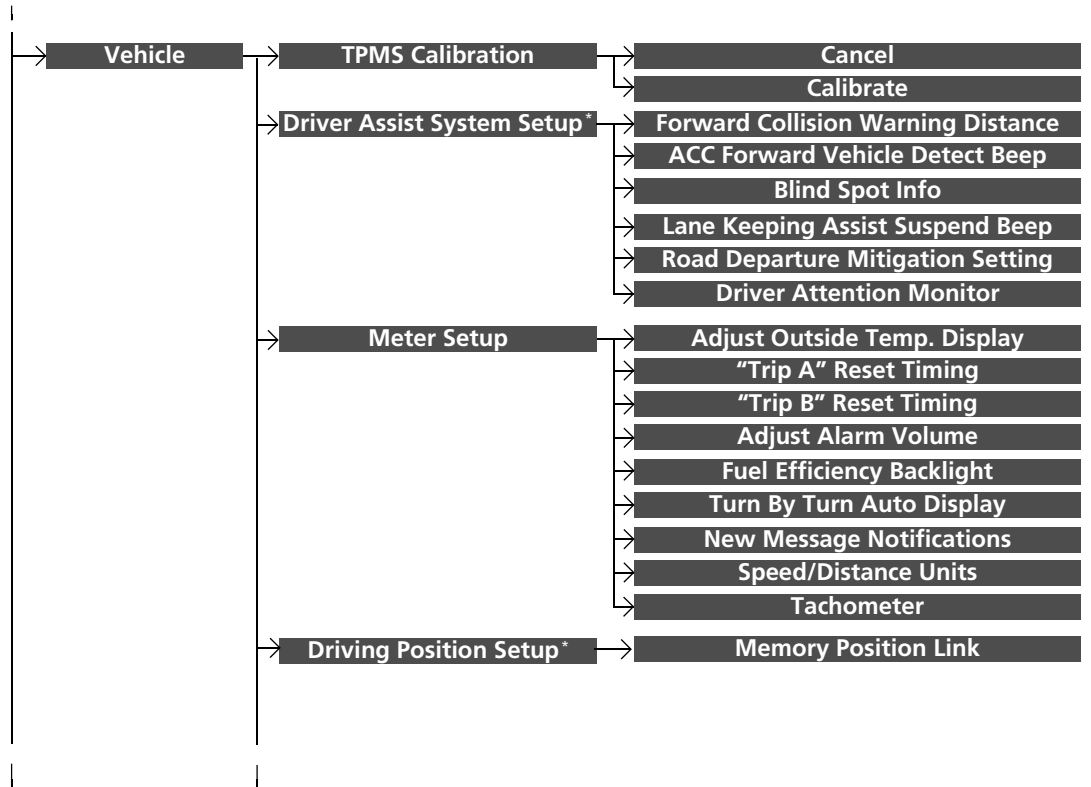 Vehicle
TPMS Calibration
Cancel
Calibrate
Driver Assist System Setup*
Forward Collision Warning Distance
ACC Forward Vehicle Detect Beep
Blind Spot Info
Lane Keeping Assist Suspend Beep
Road Departure Mitigation Setting
Driver Attention Monitor
Meter Setup
Adjust Outside Temp. Display
“Trip A” Reset Timing
“Trip B” Reset Timing
Adjust Alarm Volume
Fuel Efficiency Backlight
Turn By Turn Auto Display
New Message Notifications
Speed/Distance Units
Tachometer
Driving Position Setup*
Memory Position Link